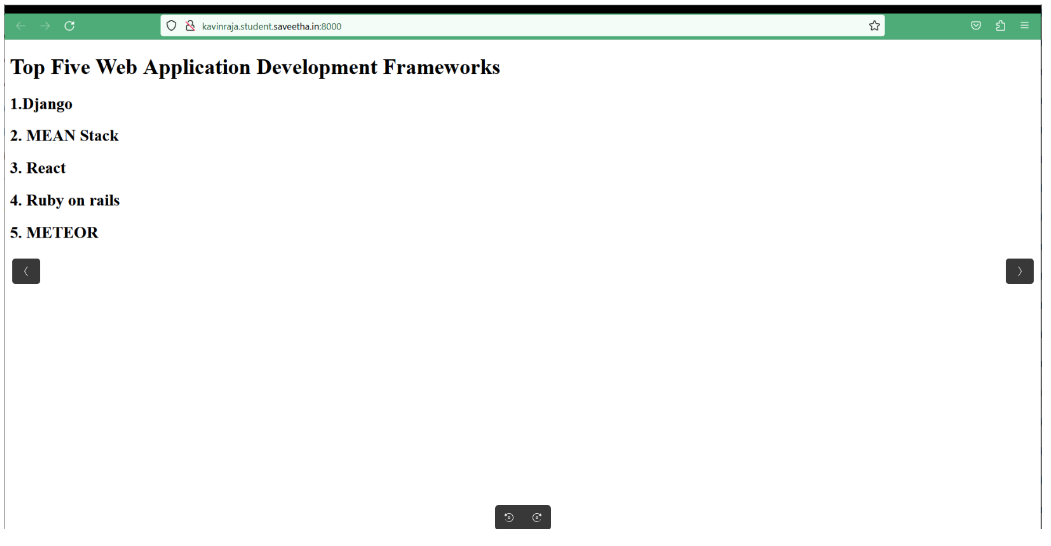 kavinraja.student.saveetha.in:8000
Top Five Web Application Development Frameworks
1.Django
2. MEAN Stack
3. React
4. Ruby on rails
5. METEOR